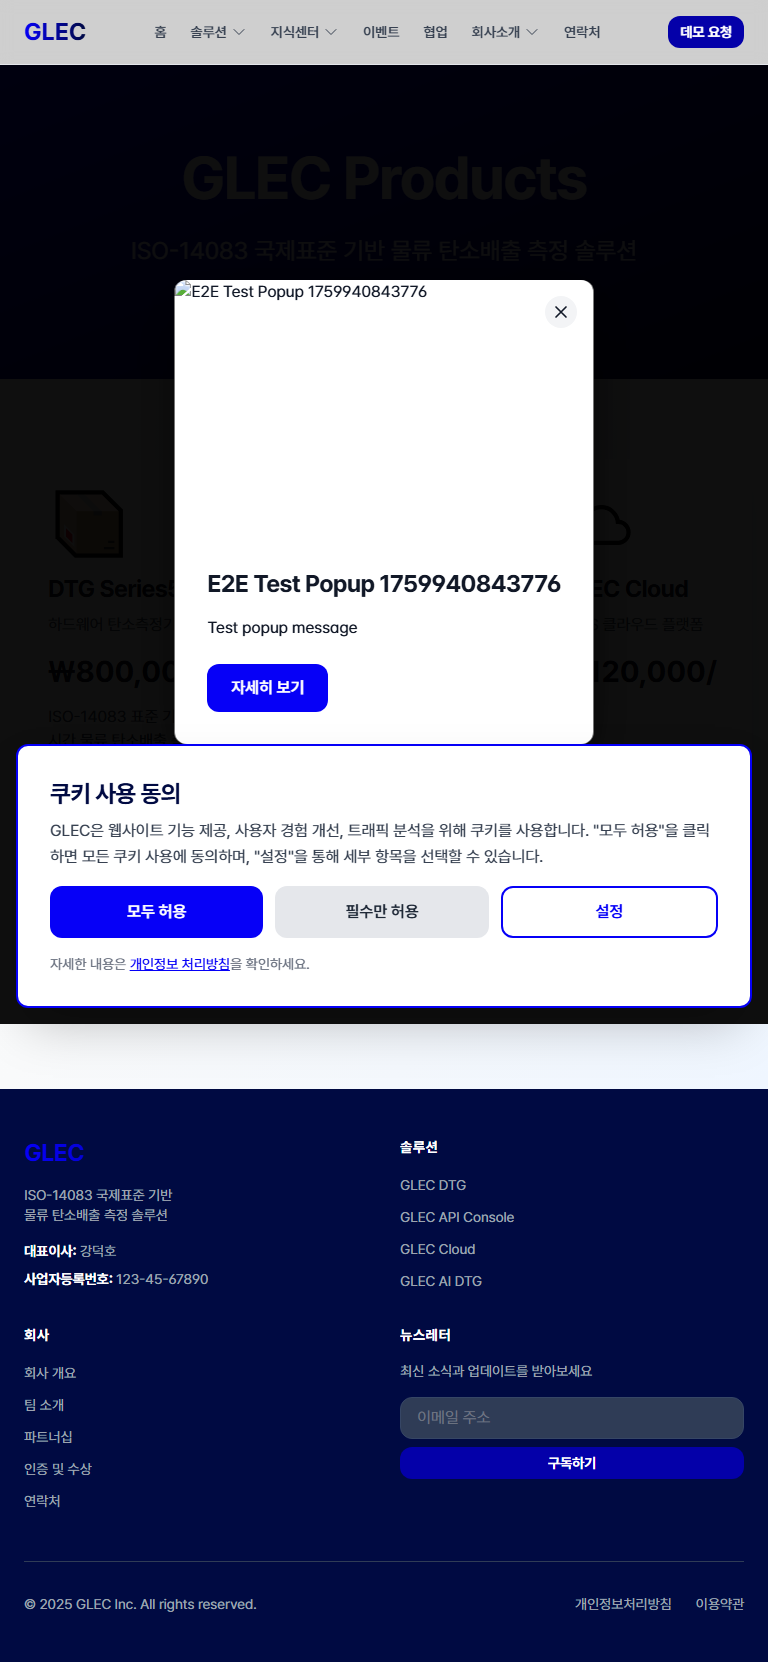 GLEC
홈
솔루션
지식센터
이벤트
협업
회사소개
연락처
데모 요청
GLEC Products
ISO-14083 국제표준 기반 물류 탄소배출 측정 솔루션
E2E Test Popup 1759940843776
E2E Test Popup 1759940843776
Test popup message
자세히 보기
DTG Series5
하드웨어 탄소측정기
₩800,00
ISO-14083 표준
시간 물류 탄소배출
EC Cloud
클라우드 플랫폼
120,000/
쿠키 사용 동의
GLEC은 웹사이트 기능 제공, 사용자 경험 개선, 트래픽 분석을 위해 쿠키를 사용합니다. "모두 허용"을 클릭
하면 모든 쿠키 사용에 동의하며, "설정"을 통해 세부 항목을 선택할 수 있습니다.
모두 허용
필수만 허용
설정
자세한 내용은 개인정보 처리방침을 확인하세요.
GLEC
ISO-14083 국제표준 기반
물류 탄소배출 측정 솔루션
대표이사: 강덕호
사업자등록번호: 123-45-67890
솔루션
GLEC DTG
GLEC API Console
GLEC Cloud
GLEC AI DTG
회사
회사 개요
팀 소개
파트너십
인증 및 수상
연락처
뉴스레터
최신 소식과 업데이트를 받아보세요
이메일 주소
구독하기
© 2025 GLEC Inc. All rights reserved.
개인정보처리방침
이용약관